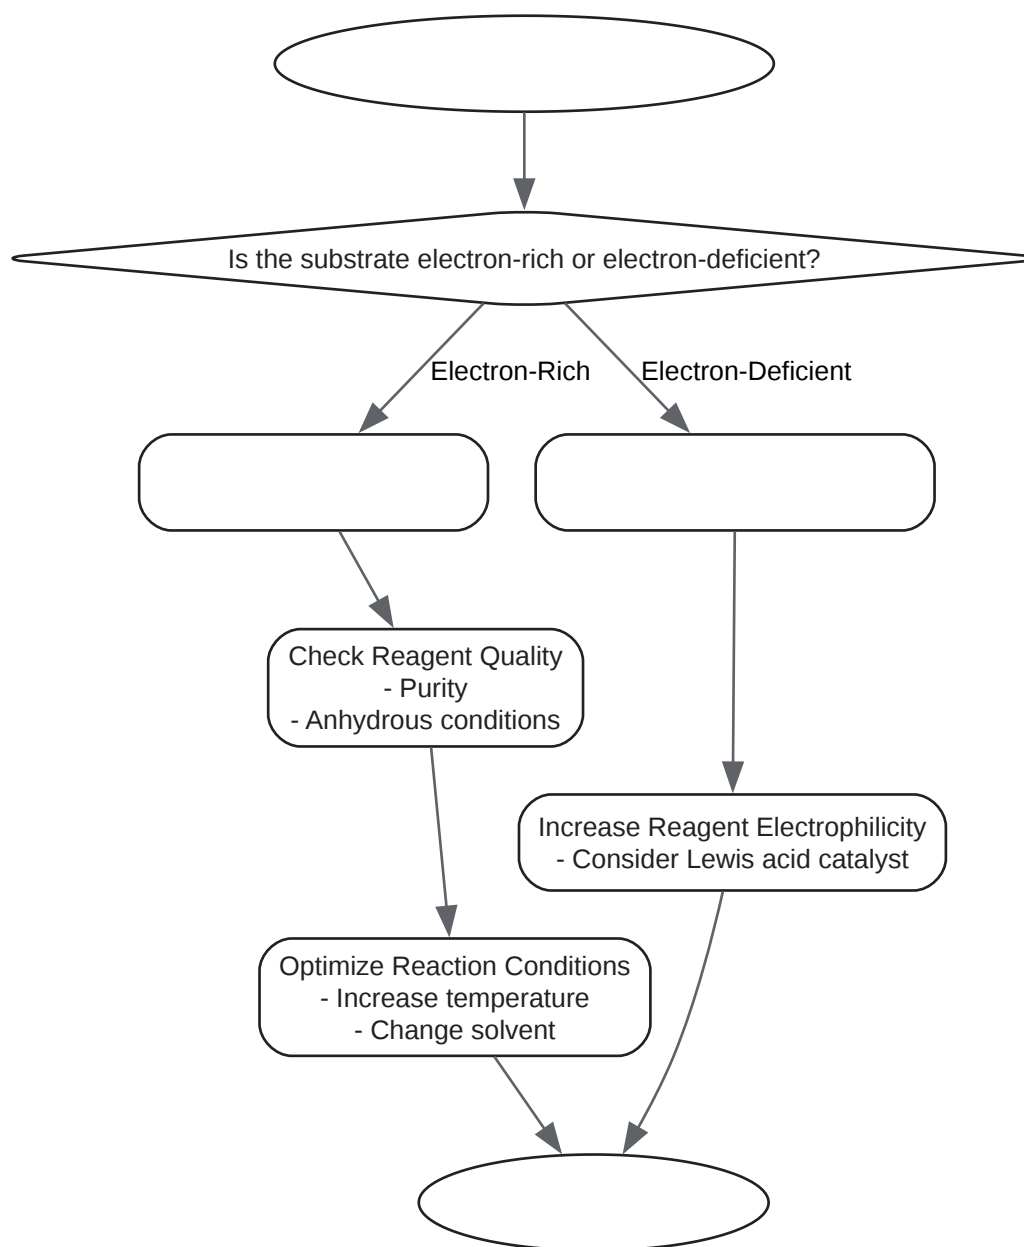 Is the substrate electron-rich or electron-deficient?
Electron-Rich
Electron-Deficient
Check Reagent Quality
- Purity
- Anhydrous conditions
Increase Reagent Electrophilicity
- Consider Lewis acid catalyst
Optimize Reaction Conditions
- Increase temperature
- Change solvent